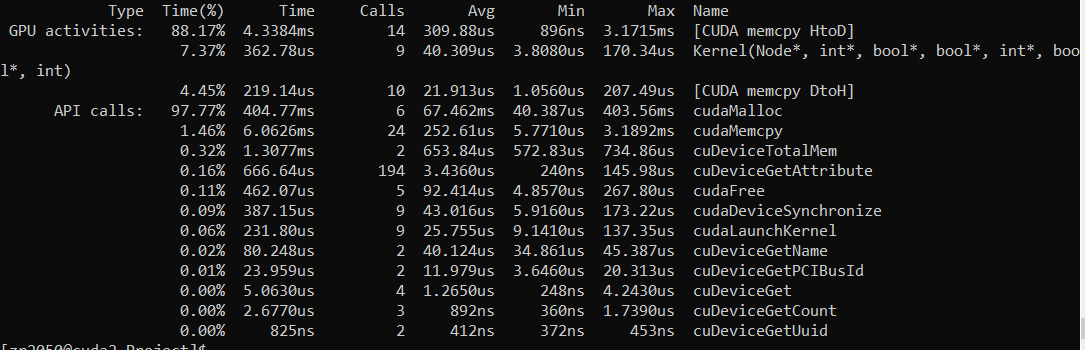 Type Time(%) Time Calls Avg Min Max Name
GPU activities: 88.17% 4.3384ms 14 309.88us 896ns 3.1715ms [CUDA memcpy HtoD]
7.37% 362.78us 9 40.309us 3.8080us 170.34us Kernel(Node*, int*, bool*, bool*, int*, boo
l*, int)
4.45% 219.14us 10 21.913us 1.0560us 207.49us [CUDA memcpy DtoH]
API calls: 97.77% 404.77ms 6 67.462ms 40.387us 403.56ms cudaMalloc
1.46% 6.0626ms 24 252.61us 5.7710us 3.1892ms cudaMemcpy
0.32% 1.3077ms 2 653.84us 572.83us 734.86us cuDeviceTotalMem
0.16% 666.64us 194 3.4360us 240ns 145.98us cuDeviceGetAttribute
0.11% 462.07us 5 92.414us 4.8570us 267.80us cudaFree
0.09% 387.15us 9 43.016us 5.9160us 173.22us cudaDeviceSynchronize
0.06% 231.80us 9 25.755us 9.1410us 137.35us cudaLaunchKernel
0.02% 80.248us 2 40.124us 34.861us 45.387us cuDeviceGetName
0.01% 23.959us 2 11.979us 3.6460us 20.313us cuDeviceGetPCIBusId
0.00% 5.0630us 4 1.2650us 248ns 4.2430us cuDeviceGet
0.00% 2.6770us 3 892ns 360ns 1.7390us cuDeviceGetCount
0.00% 825ns 2 412ns 372ns 453ns cuDeviceGetUuid